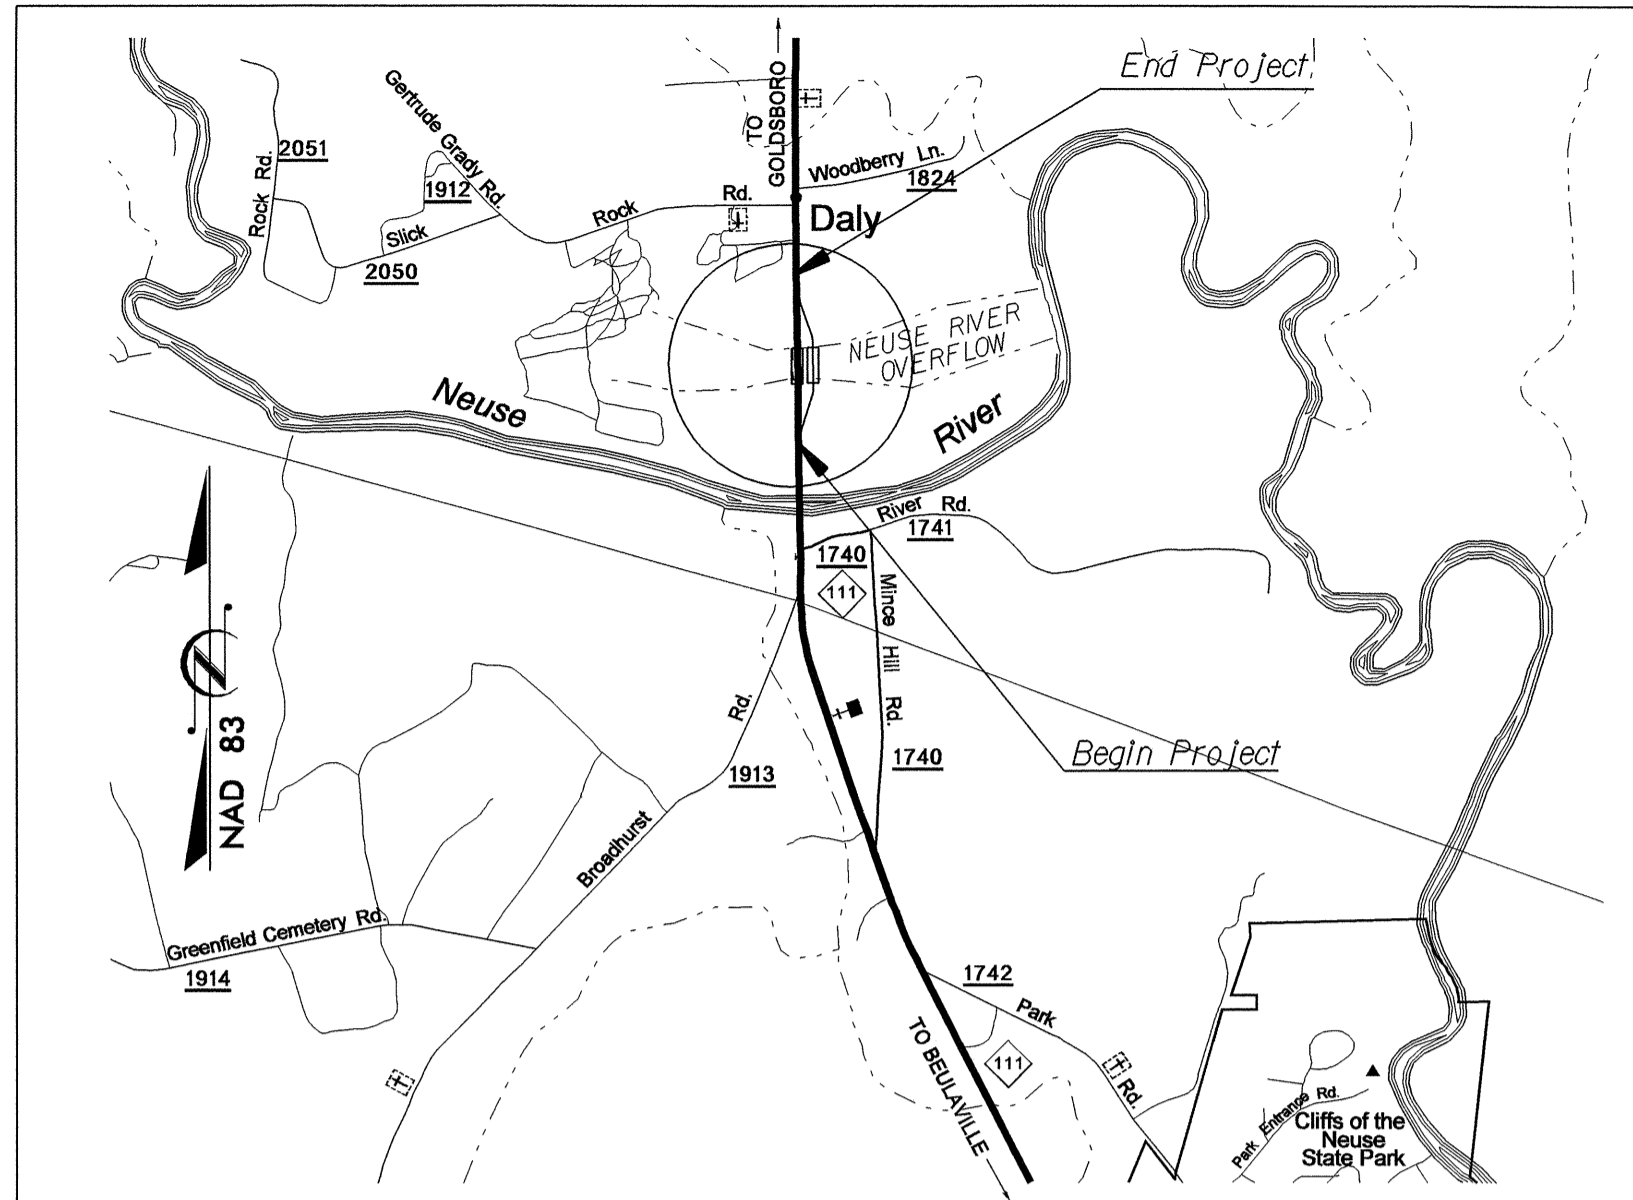 End Project
TO
GOLDSBORO
Gertrude Grady Rd.
2051
Rock Rd.
1912
Woodberry Ln.
1824
Rd.
Rock
Slick
2050
Daly
NEUSE RIVER
OVERFLOW
Neuse
River
River Rd.
1741
1740
111
Mince Hill Rd.
1740
N
NAD 83
Rd.
1913
Begin Project
Broadhurst
Greenfield Cemetery Rd.
1914
1742
Park
Rd.
111
TO BEULAVILLE
Park Entrance Rd.
Cliffs of the
Neuse
State Park